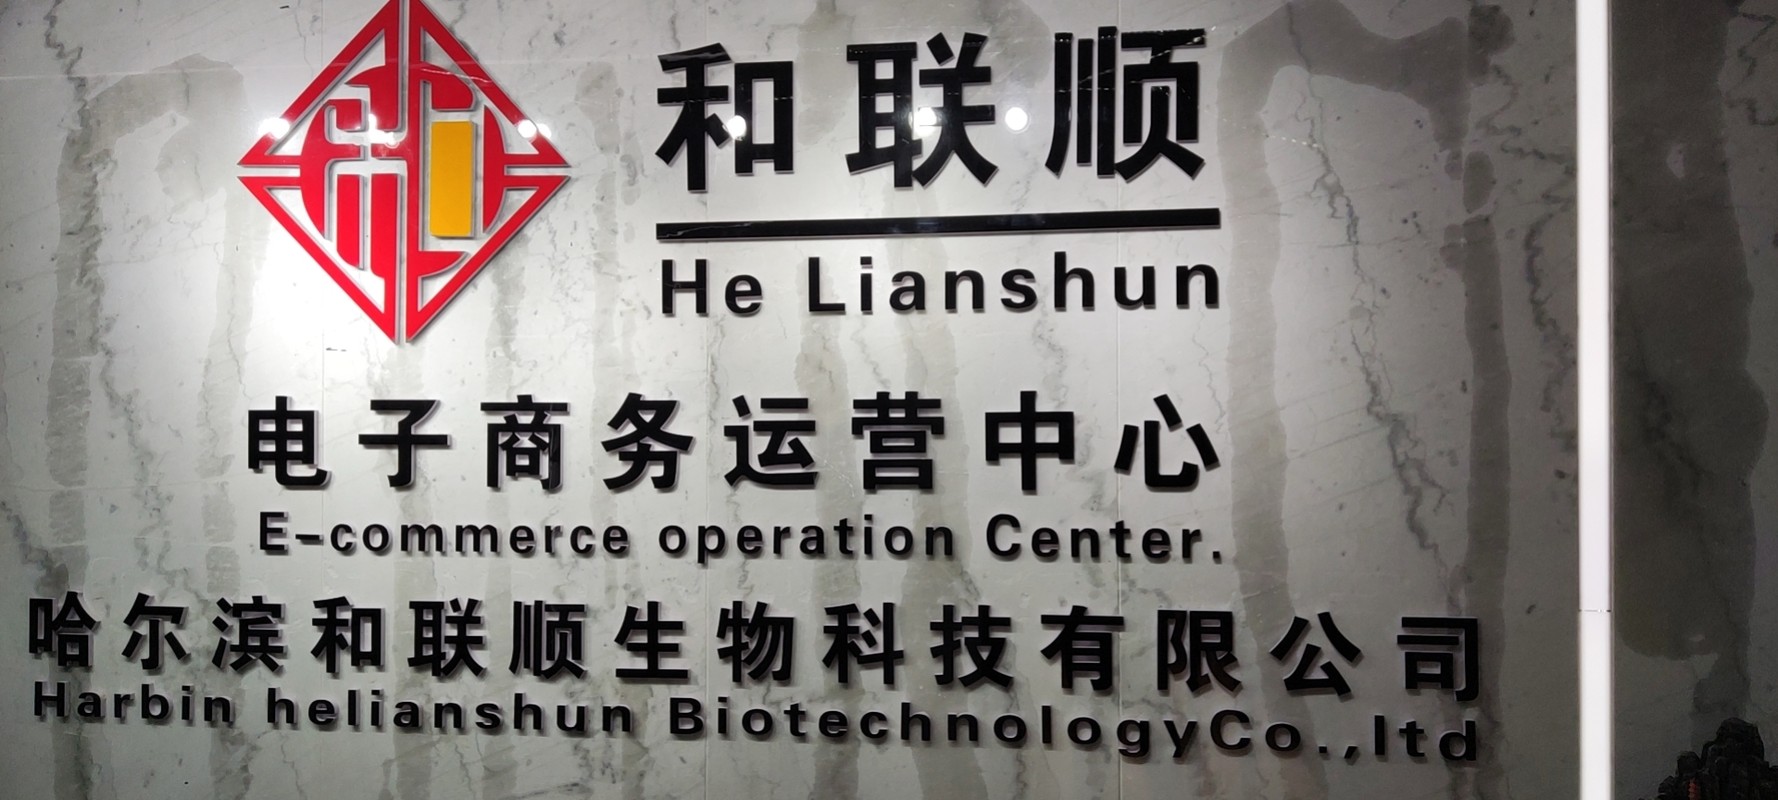 和联顺
He Lianshun
电子商务运营中心
E-commerce operation Center.
哈尔滨和联顺生物科技有限公司
Harbin helianshun BiotechnologyCo.,ltd